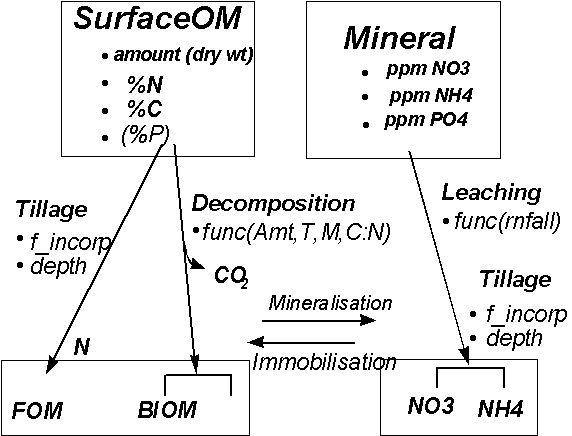 SurfaceOM
• amount (dry wt)
• %N
• %C
• (%P)
Mineral
• ppm NO3
• ppm NH4
• ppm PO4
Tillage
• f_incorp
• depth
Decomposition
• func(Amt,T,M,C:N)
CO2
Leaching
• func(rnfall)
Tillage
• f_incorp
• depth
Mineralisation
Immobilisation
N
FOM
BIOM
NO3
NH4